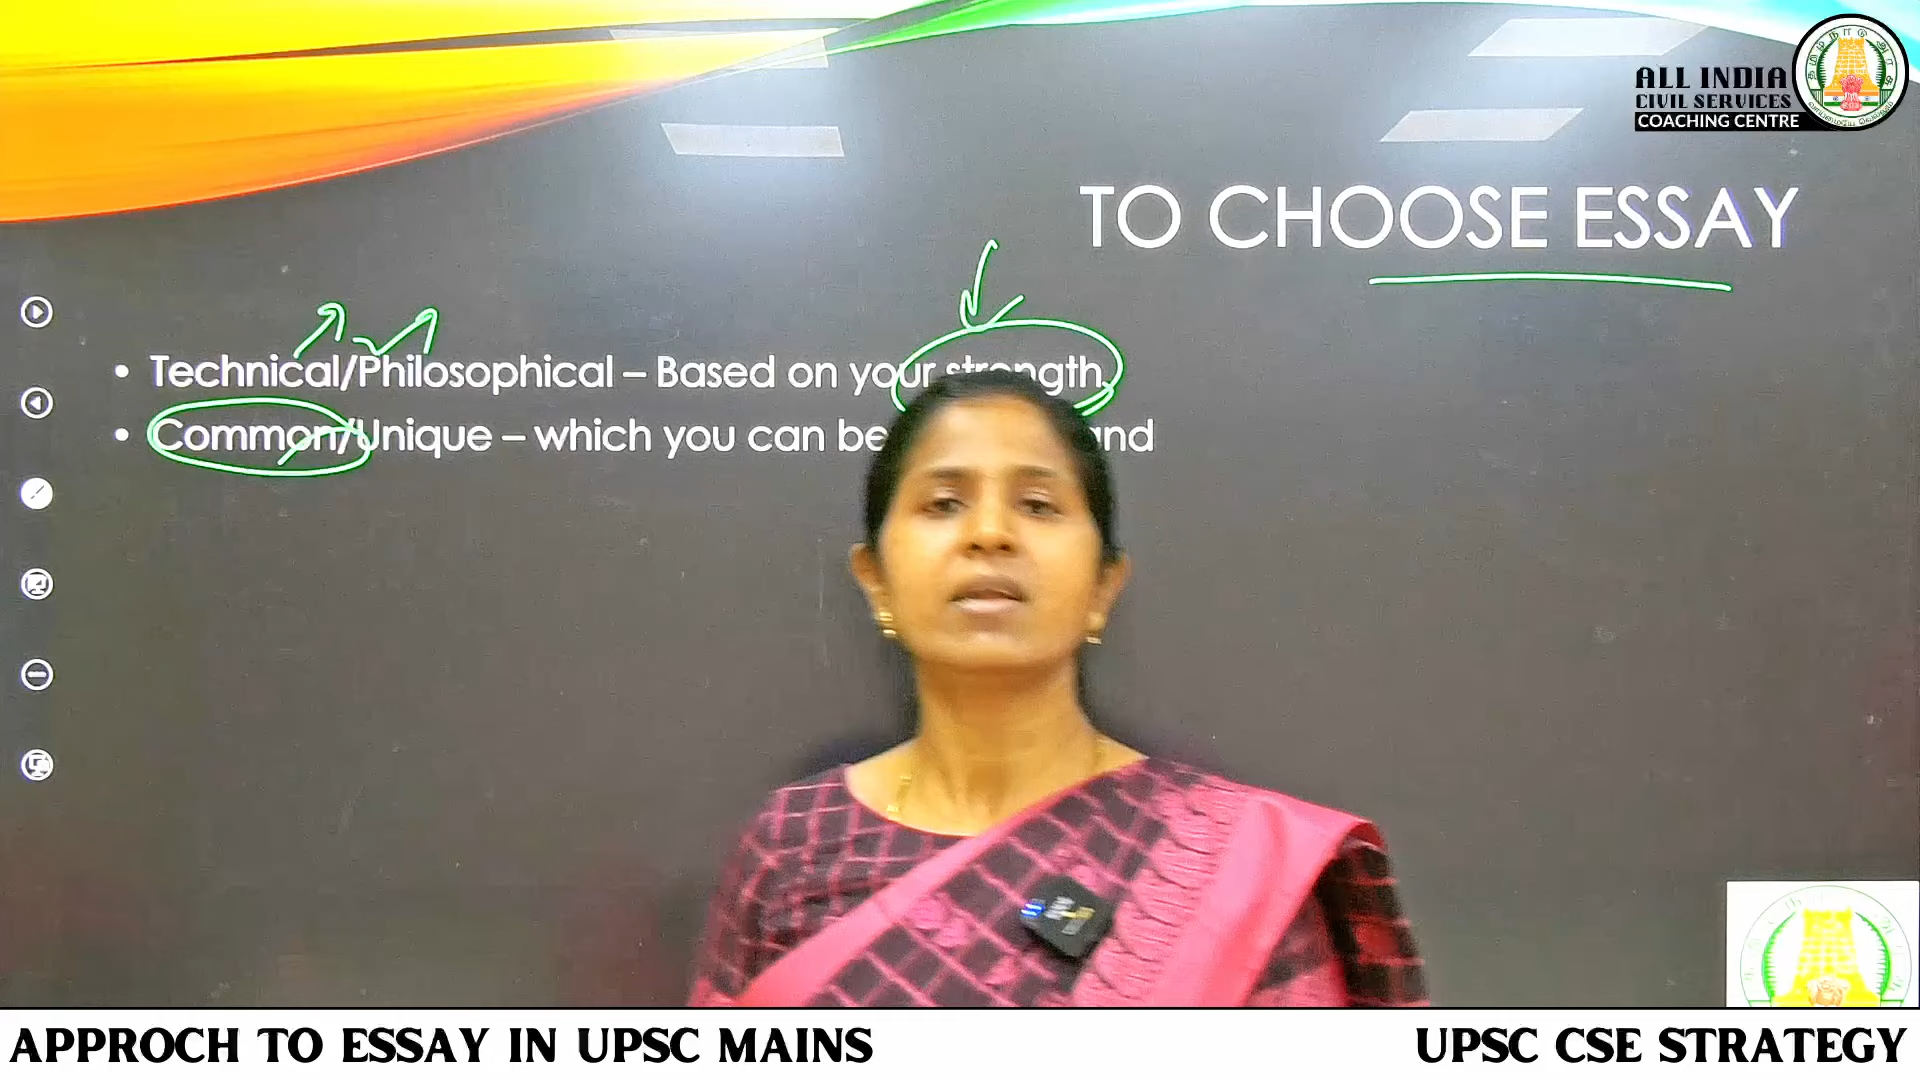 ALL INDIA
CIVIL SERVICES
COACHING CENTRE
TO CHOOSE ESSAY
• Technical/Philosophical – Based on your strength
• Common/Unique – which you can be and
APPROCH TO ESSAY IN UPSC MAINS
UPSC CSE STRATEGY